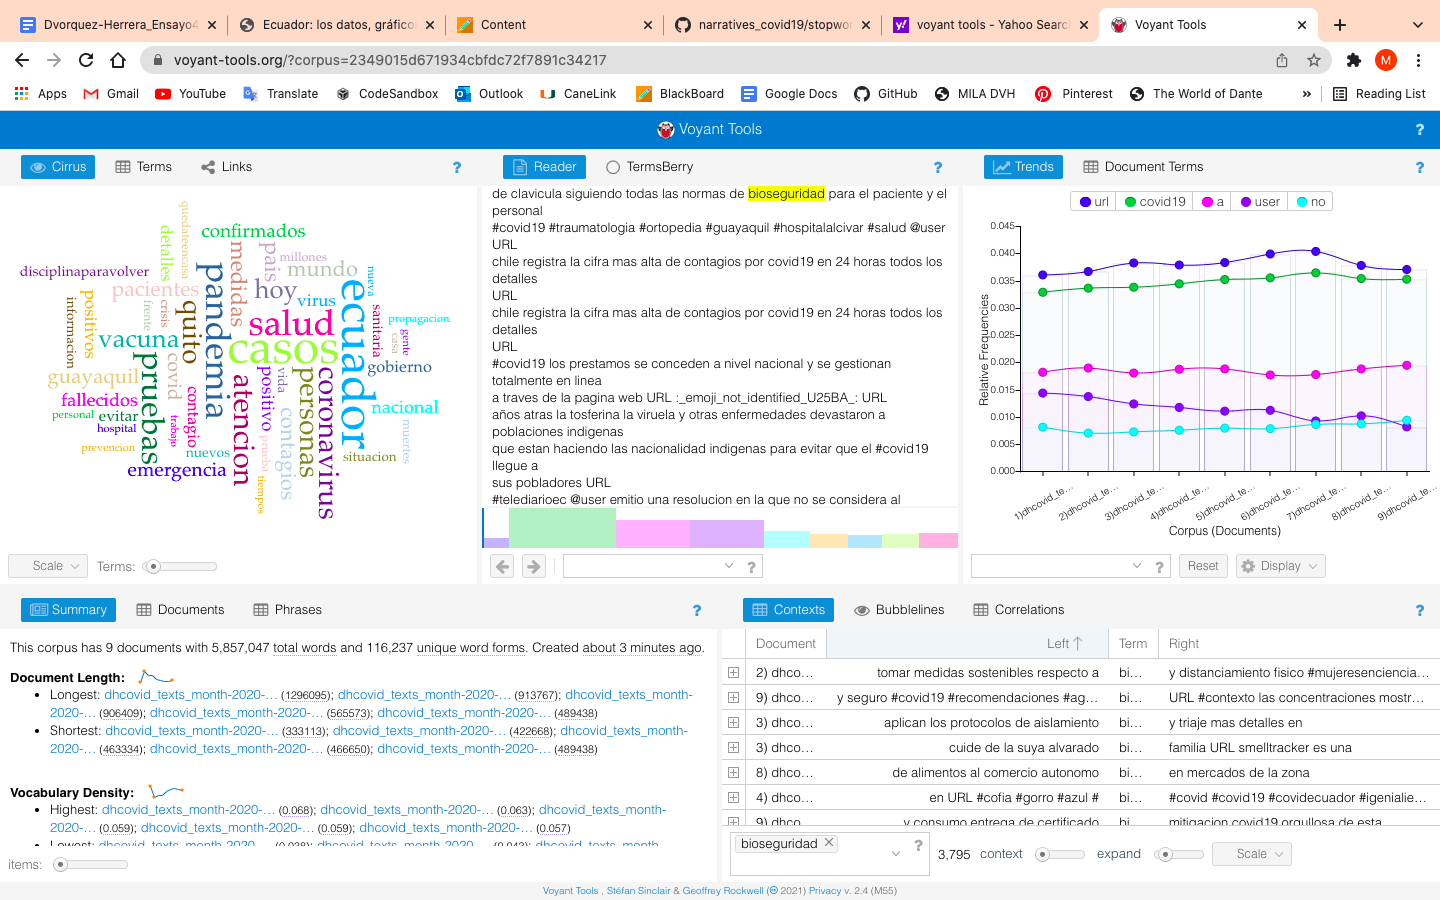 Dvorquez-Herrera_Ensayo4
Ecuador: los datos, gráficos
Content
narratives_covid19/stopwor
voyant tools - Yahoo Search
Voyant Tools
voyant-tools.org/?corpus=2349015d671934cbfdc72f7891c34217
M
Apps
Gmail
YouTube
Translate
CodeSandbox
Outlook
CaneLink
BlackBoard
Google Docs
GitHub
MILA DVH
Pinterest
The World of Dante
»
Reading List
Voyant Tools
?
Cirrus
Terms
Links
?
quedateencasa
detalles
confirmados
pais
millones
mundo
medidas
disciplinaparavolver
pacientes
hoy
virus
nueva
informacion
positivos
frente
crisis
quito
pandemia
salud
casos
ecuador
sanitaria
propagacion
gente
casa
gobierno
vacuna
guayaquil
covid
fallecidos
personal
evitar
hospital
pruebas
trabajo
contagio
atencion
positivo
vida
personas
coronavirus
nacional
prevencion
nuevos
emergencia
prueba
tiempos
contagios
muertes
situacion
Scale
Terms:
Reader
TermsBerry
?
de clavicula siguiendo todas las normas de bioseguridad para el paciente y el
personal
#covid19 #traumatologia #ortopedia #guayaquil #hospitalalcivar #salud @user
URL
chile registra la cifra mas alta de contagios por covid19 en 24 horas todos los
detalles
URL
chile registra la cifra mas alta de contagios por covid19 en 24 horas todos los
detalles
URL
#covid19 los prestamos se conceden a nivel nacional y se gestionan
totalmente en linea
a traves de la pagina web URL :_emoji_not_identified_U25BA_: URL
años atras la tosferina la viruela y otras enfermedades devastaron a
poblaciones indigenas
que estan haciendo las nacionalidad indigenas para evitar que el #covid19
llegue a
sus pobladores URL
#telediarioec @user emitio una resolucion en la que no se considera al
?
Trends
Document Terms
?
url
covid19
a
user
no
Relative Frequencies
0.045
0.040
0.035
0.030
0.025
0.020
0.015
0.010
0.005
0.000
1)dhcovid_te…
2)dhcovid_te…
3)dhcovid_te…
4)dhcovid_te…
5)dhcovid_te…
6)dhcovid_te…
7)dhcovid_te…
8)dhcovid_te…
9)dhcovid_te…
Corpus (Documents)
?
Reset
Display
Summary
Documents
Phrases
?
This corpus has 9 documents with 5,857,047 total words and 116,237 unique word forms. Created about 3 minutes ago.
Document Length:
Longest: dhcovid_texts_month-2020-… (1296095); dhcovid_texts_month-2020-… (913767); dhcovid_texts_month-
2020-… (906409); dhcovid_texts_month-2020-… (565573); dhcovid_texts_month-2020-… (489438)
Shortest: dhcovid_texts_month-2020-… (333113); dhcovid_texts_month-2020-… (422668); dhcovid_texts_month-
2020-… (463334); dhcovid_texts_month-2020-… (466650); dhcovid_texts_month-2020-… (489438)
Vocabulary Density:
Highest: dhcovid_texts_month-2020-… (0.068); dhcovid_texts_month-2020-… (0.063); dhcovid_texts_month-
2020-… (0.059); dhcovid_texts_month-2020-… (0.059); dhcovid_texts_month-2020-… (0.057)
Lowest: dhcovid_texts_month-2020-… (0.038); dhcovid_texts_month-2020-… (0.043); dhcovid_texts_month-
items:
Contexts
Bubblelines
Correlations
?
Document Left Term Right
2) dhco… tomar medidas sostenibles respecto a bi… y distanciamiento fisico #mujeresenciencia…
9) dhco… y seguro #covid19 #recomendaciones #ag… bi… URL #contexto las concentraciones mostr…
3) dhco… aplican los protocolos de aislamiento bi… y triaje mas detalles en
3) dhco… cuide de la suya alvarado bi… familia URL smelltracker es una
8) dhco… de alimentos al comercio autonomo bi… en mercados de la zona
4) dhco… en URL #cofia #gorro #azul # bi… #covid #covid19 #covidecuador #igenialie…
9) dhco… y consumo entrega de certificado bi… mitigacion covid19 orgullosa de esta
bioseguridad
?
3,795
context
expand
Scale
Voyant Tools , Stéfan Sinclair & Geoffrey Rockwell (© 2021) Privacy v. 2.4 (M55)